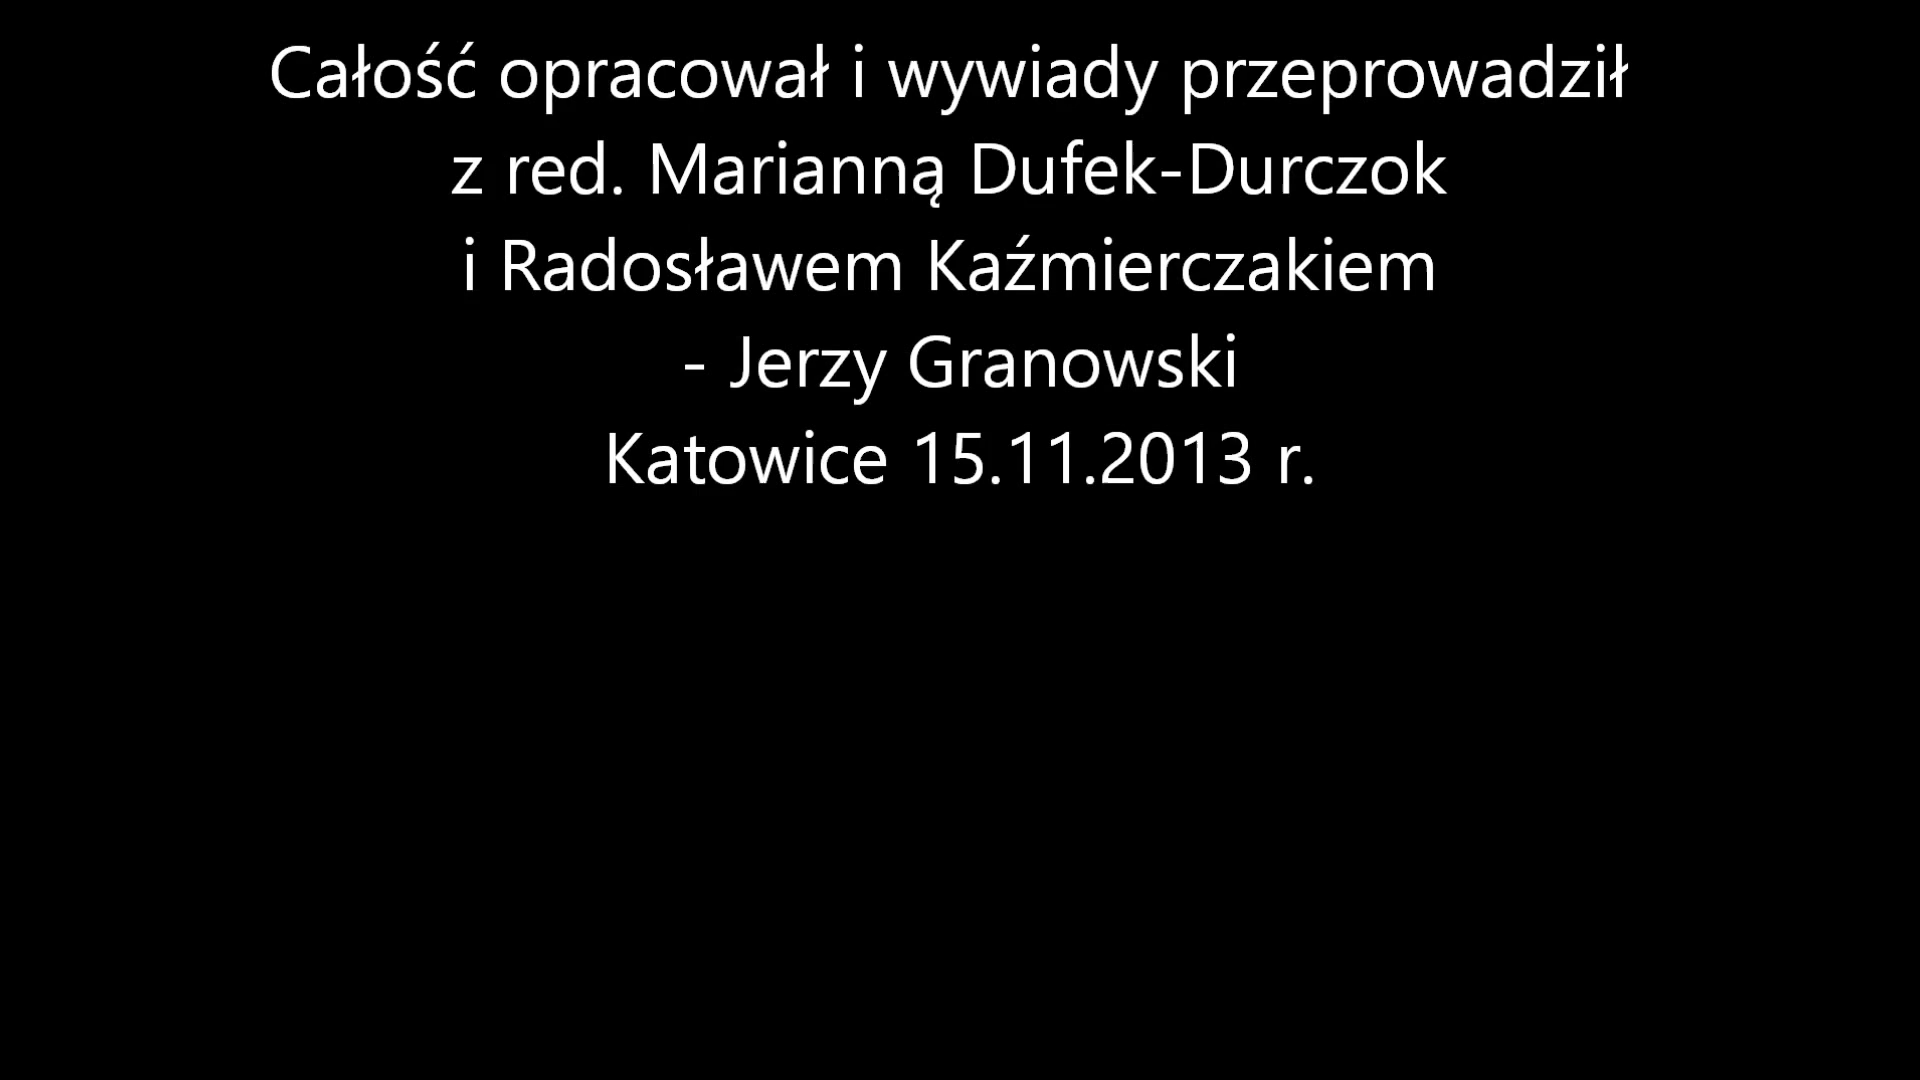 Całość opracował i wywiady przeprowadził
z red. Marianną Dufek-Durczok
i Radosławem Kaźmierczakiem
- Jerzy Granowski
Katowice 15.11.2013 r.